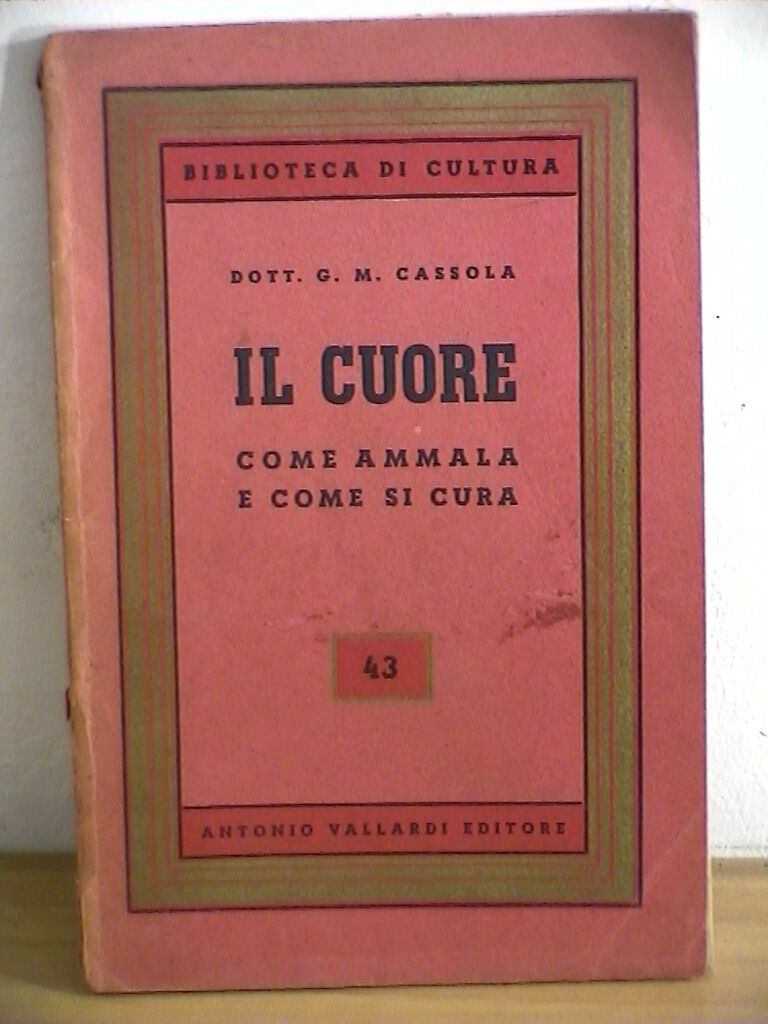 BIBLIOTECA DI CULTURA
DOTT. G. M. CASSOLA
IL CUORE
COME AMMALA
E COME SI CURA
43
ANTONIO VALLARDI EDITORE